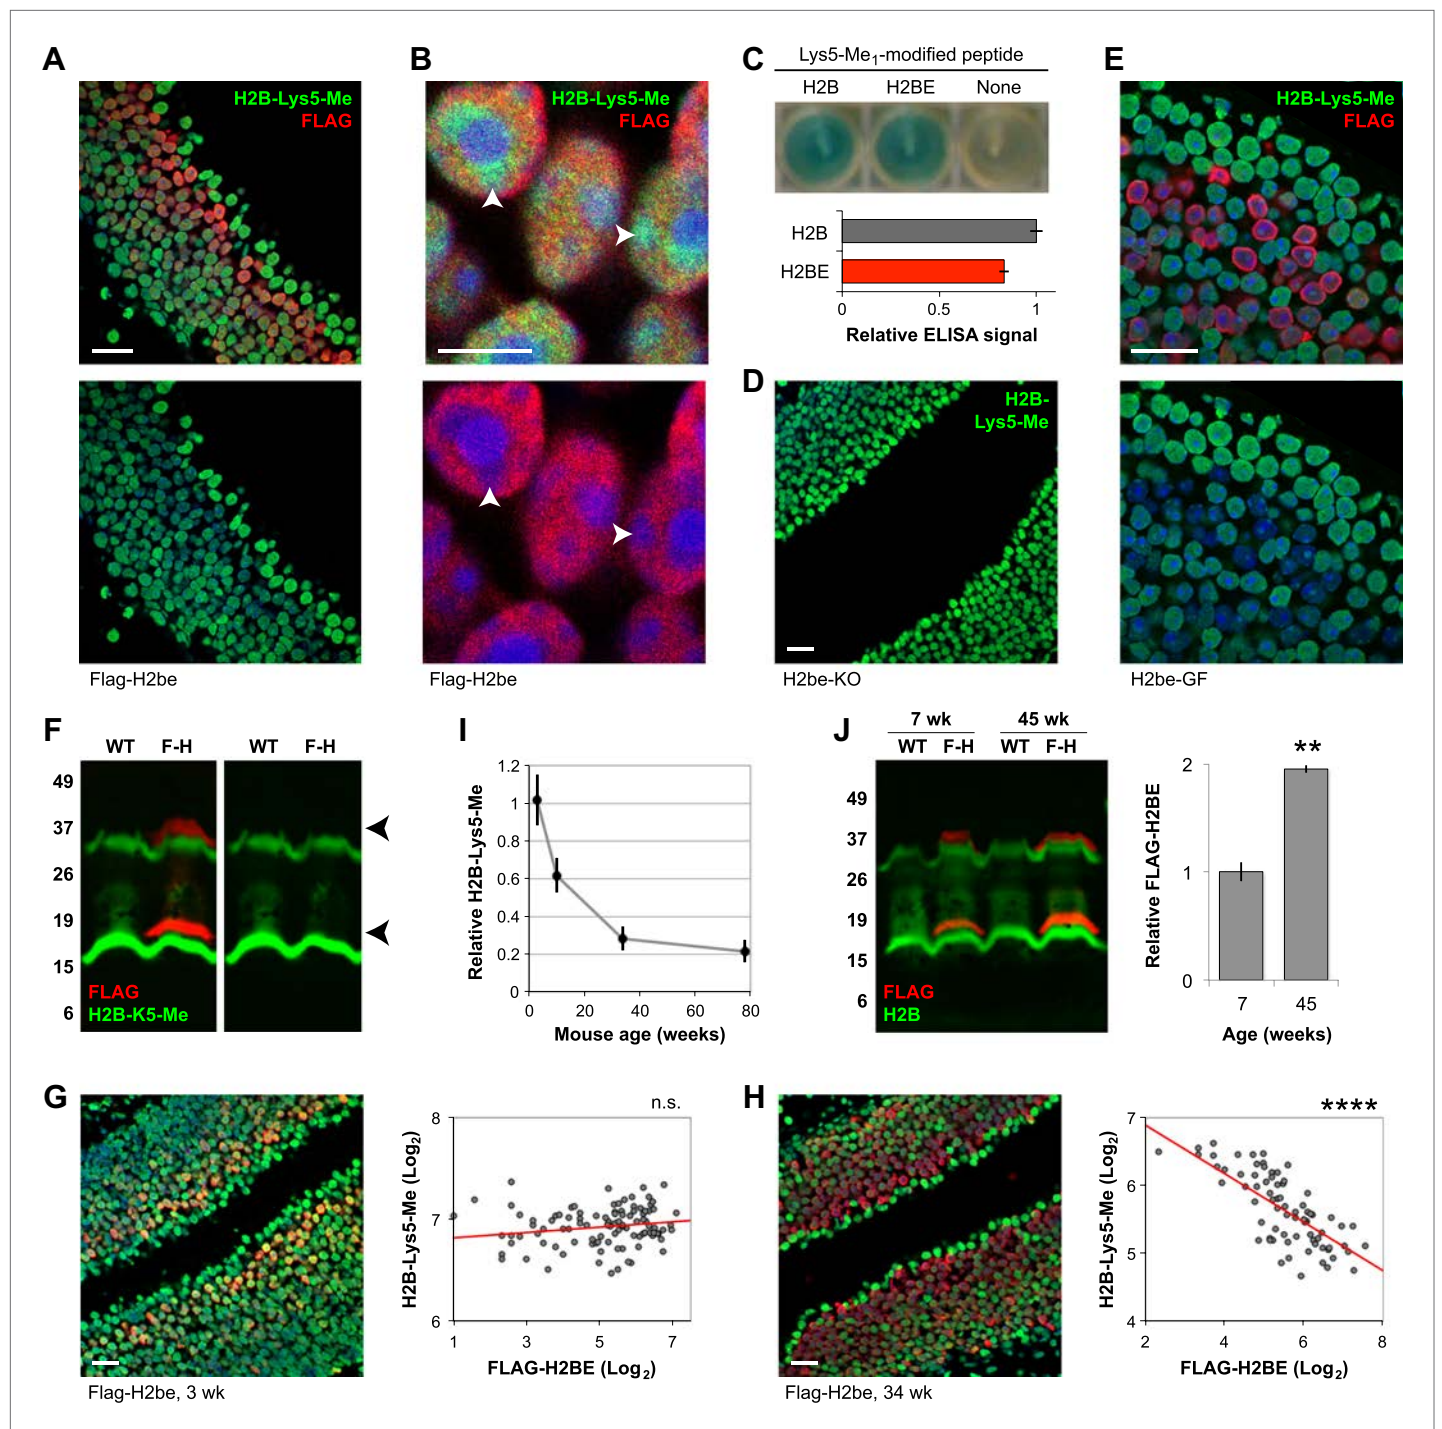 A
H2B-Lys5-Me
FLAG
Flag-H2be
B
H2B-Lys5-Me
FLAG
Flag-H2be
C
Lys5-Me1-modified peptide
H2B H2BE None
H2B
H2BE
0 0.5 1
Relative ELISA signal
D
H2B-
Lys5-Me
H2be-KO
E
H2B-Lys5-Me
FLAG
H2be-GF
F
WT F-H WT F-H
49
37
26
19
15
6
FLAG
H2B-K5-Me
I
Relative H2B-Lys5-Me
1.2
1
0.8
0.6
0.4
0.2
0
0 20 40 60 80
Mouse age (weeks)
J
7 wk 45 wk
WT F-H WT F-H
49
37
26
19
15
6
FLAG
H2B
Relative FLAG-H2BE
**
2
1
0
7 45
Age (weeks)
G
Flag-H2be, 3 wk
n.s.
H2B-Lys5-Me (Log2)
8
7
6
1 3 5 7
FLAG-H2BE (Log2)
H
Flag-H2be, 34 wk
****
H2B-Lys5-Me (Log2)
7
6
5
4
2 4 6 8
FLAG-H2BE (Log2)